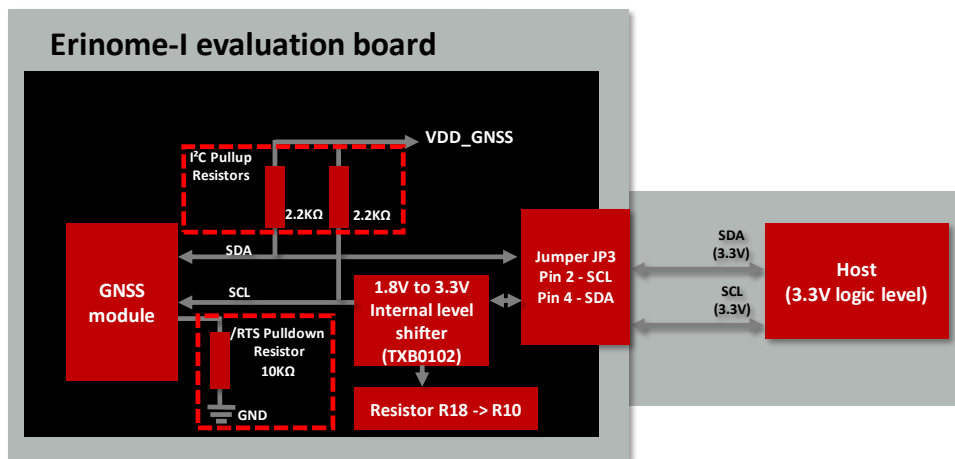 Erinome-I evaluation board
VDD_GNSS
I²C Pullup
Resistors
2.2KΩ
2.2KΩ
SDA
SCL
GNSS
module
/RTS Pulldown
Resistor
10KΩ
GND
1.8V to 3.3V
Internal level
shifter
(TXB0102)
Resistor R18 -> R10
Jumper JP3
Pin 2 - SCL
Pin 4 - SDA
SDA
(3.3V)
SCL
(3.3V)
Host
(3.3V logic level)